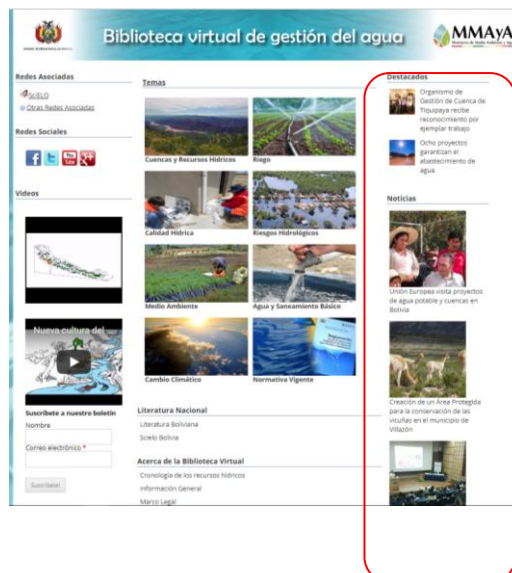 Biblioteca virtual de gestión del agua
MMAyA
Redes Asociadas
SUELO
Otras Redes Asociadas
Redes Sociales
Videos
Nueva cultura del
Suscríbete a nuestro boletín
Nombre
Correo electrónico *
Suscríbete!
Temas
Cuencas y Recursos Hídricos
Riego
Calidad Hídrica
Riesgos Hidrológicos
Medio Ambiente
Agua y Saneamiento Básico
Cambio Climático
Normativa Vigente
Literatura Nacional
Literatura Boliviana
Scielo Bolivia
Acerca de la Biblioteca Virtual
Cronología de los recursos hídricos
Información General
Marco Legal
Destacados
Organismo de
Gestión de Cuenca de
Tiquipaya recibe
reconocimiento por
ejemplar trabajo
Ocho proyectos
garantizan el
abastecimiento de
agua
Noticias
Unión Europea visita proyectos
de agua potable y cuencas en
Bolivia
Creación de un Área Protegida
para la conservación de las
vicuñas en el municipio de
Villazón